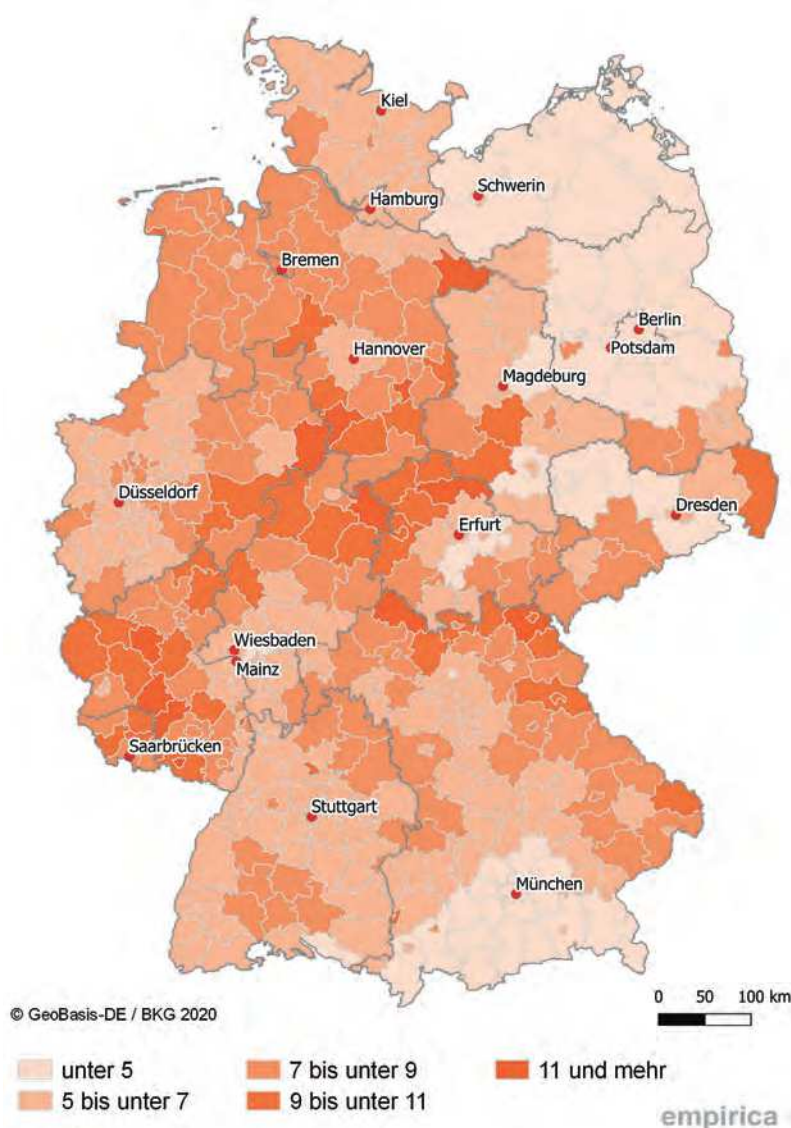 Kiel
Schwerin
Hamburg
Bremen
Berlin
Hannover
Potsdam
Magdeburg
Düsseldorf
Dresden
Erfurt
Wiesbaden
Mainz
Saarbrücken
Stuttgart
München
© GeoBasis-DE / BKG 2020
0 50 100 km
unter 5
7 bis unter 9
11 und mehr
5 bis unter 7
9 bis unter 11
empirica